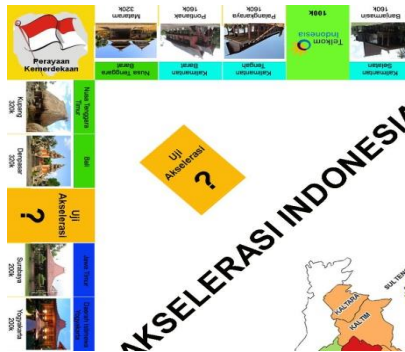 Perayaan
Kemerdekaan
Nusa Tenggara
Barat
Mataram
320k
Kalimantan
Barat
Pontianak
160k
Kalimantan
Tengah
Palangkaraya
160k
Telkom
Indonesia
100k
Kalimantan
Selatan
Banjarmasin
160k
Nusa Tenggara
Timur
Kupang
320k
Bali
Denpasar
320k
Uji
Akselerasi
?
Jawa Timur
Surabaya
200k
Daerah Istimewa
Yogyakarta
Yogyakarta
200k
Uji
Akselerasi
?
AKSELERASI INDONESIA
KALTARA
KALTIM
SULTENG